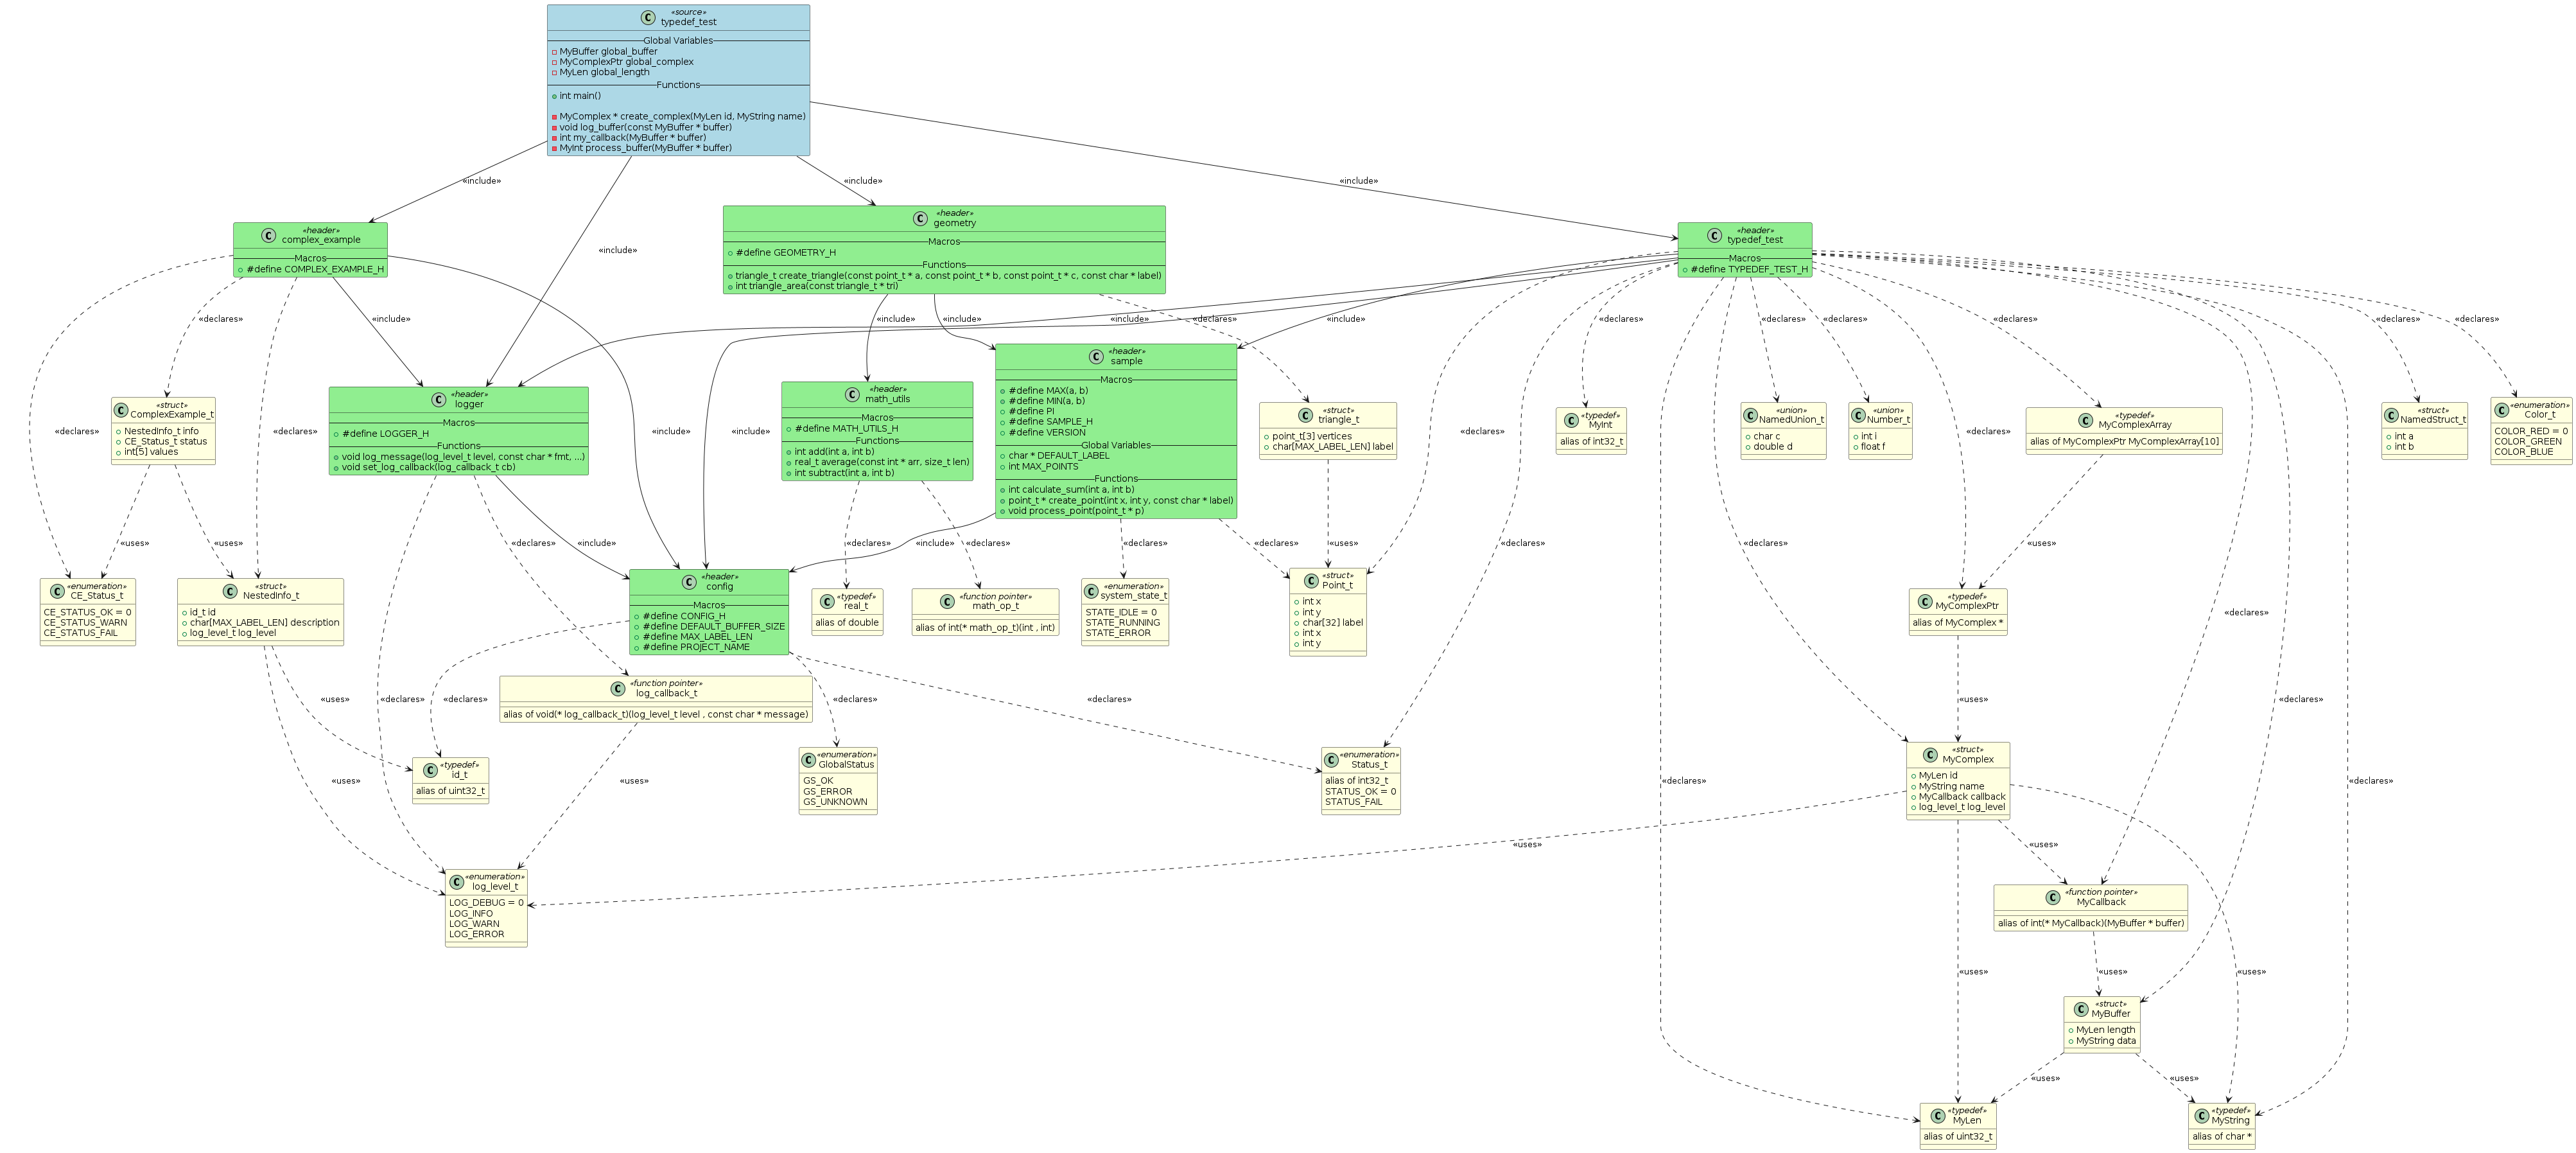 «source»
typedef_test
Global Variables
MyBuffer global_buffer
MyComplexPtr global_complex
MyLen global_length
Functions
int main()
MyComplex * create_complex(MyLen id, MyString name)
void log_buffer(const MyBuffer * buffer)
int my_callback(MyBuffer * buffer)
MyInt process_buffer(MyBuffer * buffer)
«include»
«include»
«include»
«include»
«header»
complex_example
Macros
#define COMPLEX_EXAMPLE_H
«header»
geometry
Macros
#define GEOMETRY_H
Functions
triangle_t create_triangle(const point_t * a, const point_t * b, const point_t * c, const char * label)
int triangle_area(const triangle_t * tri)
«header»
typedef_test
Macros
#define TYPEDEF_TEST_H
«declares»
«include»
«include»
«include»
«include»
«declares»
«include»
«declares»
«declares»
«declares»
«declares»
«declares»
«declares»
«header»
logger
Macros
#define LOGGER_H
Functions
void log_message(log_level_t level, const char * fmt, ...)
void set_log_callback(log_callback_t cb)
«header»
math_utils
Macros
#define MATH_UTILS_H
Functions
int add(int a, int b)
real_t average(const int * arr, size_t len)
int subtract(int a, int b)
«header»
sample
Macros
#define MAX(a, b)
#define MIN(a, b)
#define PI
#define SAMPLE_H
#define VERSION
Global Variables
char * DEFAULT_LABEL
int MAX_POINTS
Functions
int calculate_sum(int a, int b)
point_t * create_point(int x, int y, const char * label)
void process_point(point_t * p)
«struct»
ComplexExample_t
NestedInfo_t info
CE_Status_t status
int[5] values
«struct»
triangle_t
point_t[3] vertices
char[MAX_LABEL_LEN] label
«typedef»
MyInt
alias of int32_t
«union»
NamedUnion_t
char c
double d
«union»
Number_t
int i
float f
«typedef»
MyComplexArray
alias of MyComplexPtr MyComplexArray[10]
«struct»
NamedStruct_t
int a
int b
«enumeration»
Color_t
COLOR_RED = 0
COLOR_GREEN
COLOR_BLUE
«declares»
«declares»
«include»
«include»
«declares»
«declares»
«uses»
«uses»
«include»
«declares»
«declares»
«declares»
«include»
«declares»
«declares»
«uses»
«declares»
«declares»
«uses»
«enumeration»
CE_Status_t
CE_STATUS_OK = 0
CE_STATUS_WARN
CE_STATUS_FAIL
«struct»
NestedInfo_t
id_t id
char[MAX_LABEL_LEN] description
log_level_t log_level
«header»
config
Macros
#define CONFIG_H
#define DEFAULT_BUFFER_SIZE
#define MAX_LABEL_LEN
#define PROJECT_NAME
«typedef»
real_t
alias of double
«function pointer»
math_op_t
alias of int(* math_op_t)(int , int)
«enumeration»
system_state_t
STATE_IDLE = 0
STATE_RUNNING
STATE_ERROR
«struct»
Point_t
int x
int y
char[32] label
int x
int y
«typedef»
MyComplexPtr
alias of MyComplex *
«declares»
«uses»
«declares»
«declares»
«declares»
«declares»
«declares»
«uses»
«declares»
«function pointer»
log_callback_t
alias of void(* log_callback_t)(log_level_t level , const char * message)
«typedef»
id_t
alias of uint32_t
«enumeration»
GlobalStatus
GS_OK
GS_ERROR
GS_UNKNOWN
«enumeration»
Status_t
alias of int32_t
STATUS_OK = 0
STATUS_FAIL
«struct»
MyComplex
MyLen id
MyString name
MyCallback callback
log_level_t log_level
«uses»
«uses»
«declares»
«declares»
«uses»
«uses»
«enumeration»
log_level_t
LOG_DEBUG = 0
LOG_INFO
LOG_WARN
LOG_ERROR
«function pointer»
MyCallback
alias of int(* MyCallback)(MyBuffer * buffer)
«uses»
«uses»
«uses»
«struct»
MyBuffer
MyLen length
MyString data
«uses»
«uses»
«typedef»
MyLen
alias of uint32_t
«typedef»
MyString
alias of char *